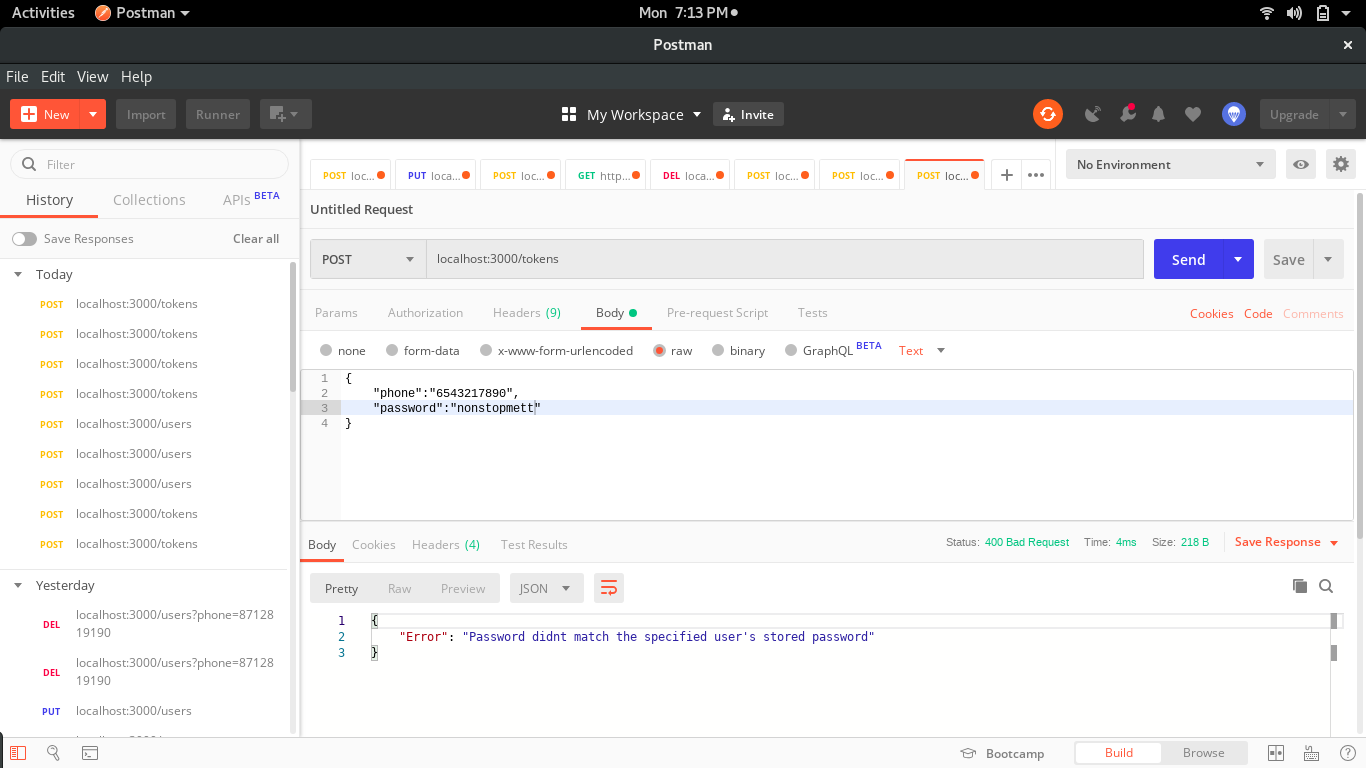 Activities Postman Mon 7:13 PM
Postman
File Edit View Help
New Import Runner My Workspace Invite Upgrade
Filter
POST loc... PUT loca... POST loc... GET http... DEL loca... POST loc... POST loc... POST loc... No Environment
History Collections APIs BETA
Untitled Request
Save Responses Clear all
POST localhost:3000/tokens Send Save
Today
POST localhost:3000/tokens
POST localhost:3000/tokens
POST localhost:3000/tokens
POST localhost:3000/tokens
POST localhost:3000/users
POST localhost:3000/users
POST localhost:3000/users
POST localhost:3000/tokens
POST localhost:3000/tokens
Yesterday
DEL localhost:3000/users?phone=87128
19190
DEL localhost:3000/users?phone=87128
19190
PUT localhost:3000/users
Params Authorization Headers (9) Body Pre-request Script Tests Cookies Code Comments
none form-data x-www-form-urlencoded raw binary GraphQL BETA Text
1 {
2 "phone":"6543217890",
3 "password":"nonstopmett"
4 }
Body Cookies Headers (4) Test Results Status: 400 Bad Request Time: 4ms Size: 218 B Save Response
Pretty Raw Preview JSON
1 {
2 "Error": "Password didnt match the specified user's stored password"
3 }
Bootcamp Build Browse